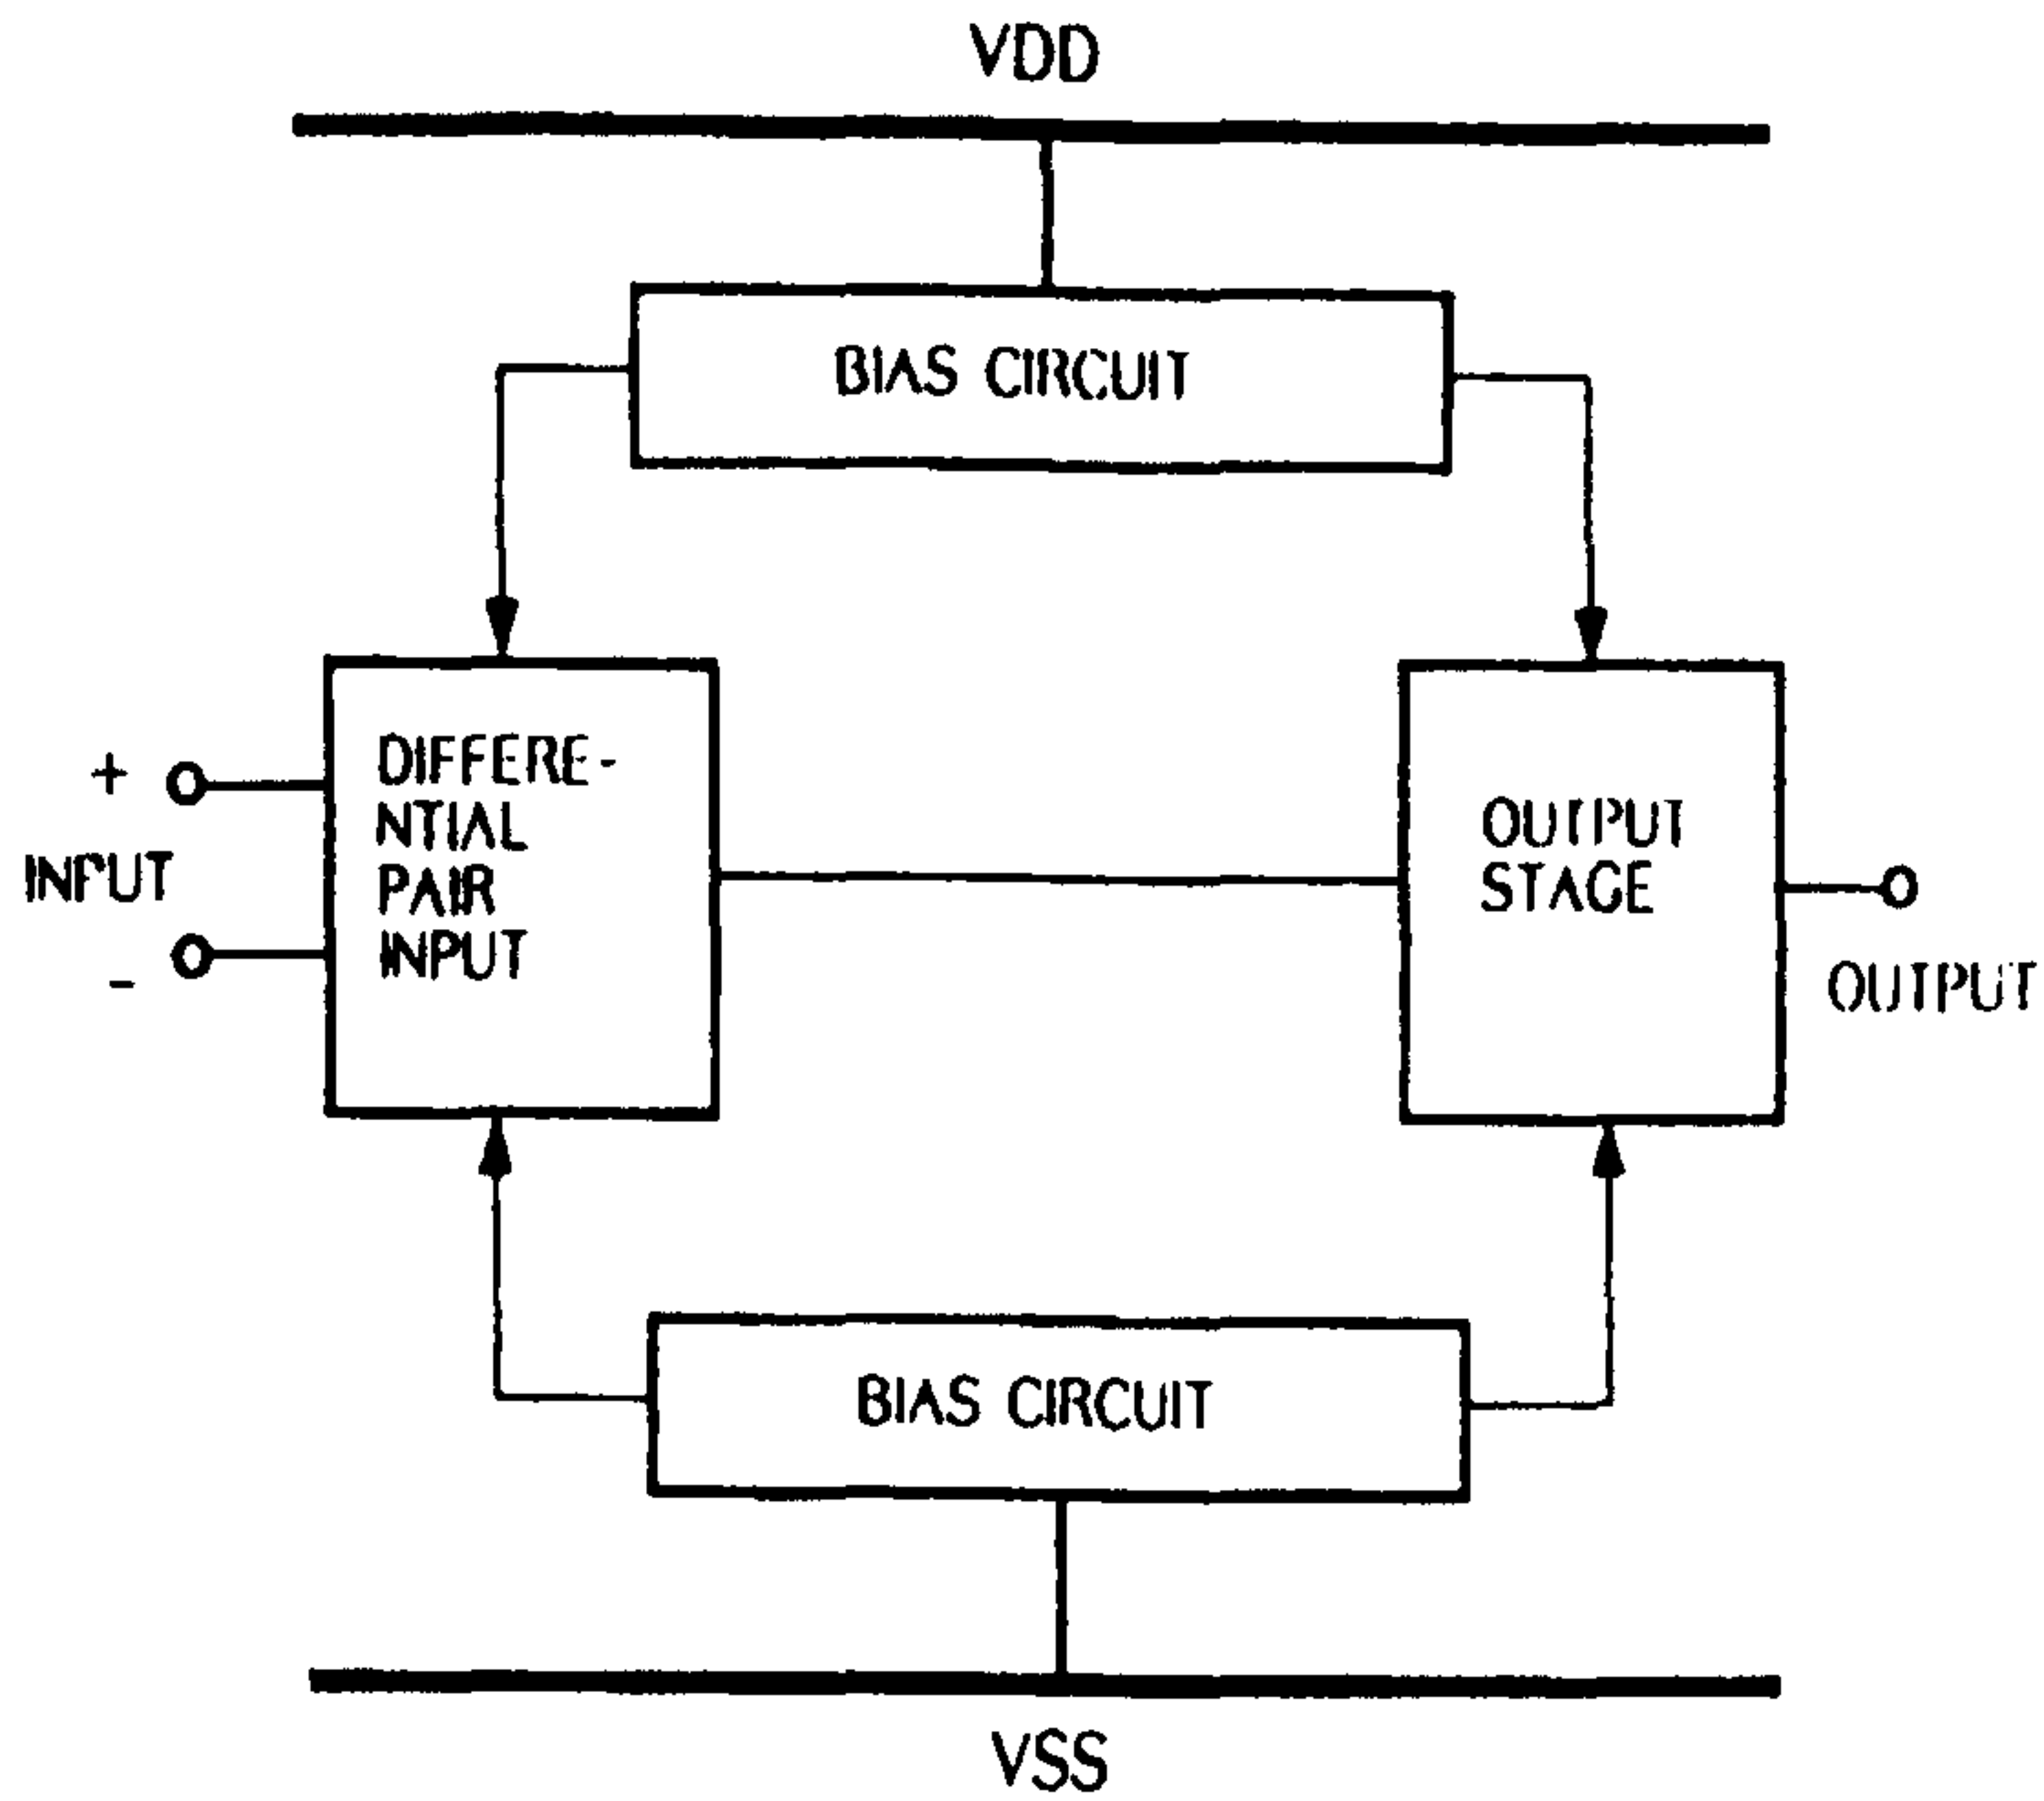 VDD
BIAS CIRCUIT
DIFFERE-
NTIAL
PAIR
INPUT
+
INPUT
-
OUTPUT
STAGE
OUTPUT
BIAS CIRCUIT
VSS